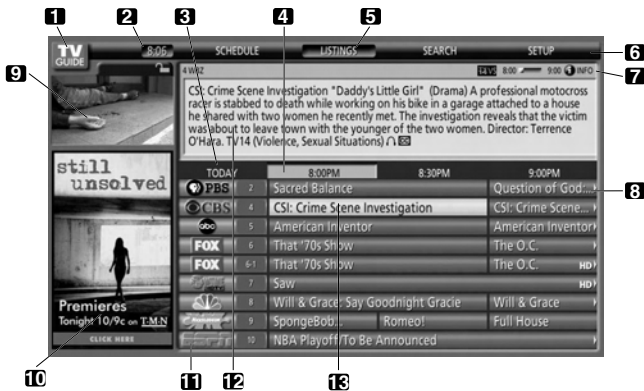 1 2 3 4 5
TV GUIDE 8:06 SCHEDULE LISTINGS SEARCH SETUP 6
4 W Z 8:00 9:00 INFO 7
9
CSI: Crime Scene Investigation "Daddy's Little Girl" (Drama) A professional motocross
racer is stabbed to death while working on his bike in a garage attached to a house
he shared with two women he recently met. The investigation reveals that the victim
was about to leave town with the younger of the two women. Director: Terrence
O'Hara. TV14 (Violence, Sexual Situations)
still
unsolved
Premieres
Tonight 10/9c on T-M-N
CLICK HERE
TODAY 8:00PM 8:30PM 9:00PM
PBS 2 Sacred Balance Question of God:... 8
CBS 4 CSI: Crime Scene Investigation CSI: Crime Scene...
abc 5 American Inventor American Inventor
FOX 6 That '70s Show The O.C.
FOX 6-1 That '70s Show The O.C. HD
7 Saw HD
8 Will & Grace: Say Goodnight Gracie Will & Grace
9 SpongeBob... Romeo! Full House
ESPN 10 NBA Playoff/To Be Announced
10 11 12 13